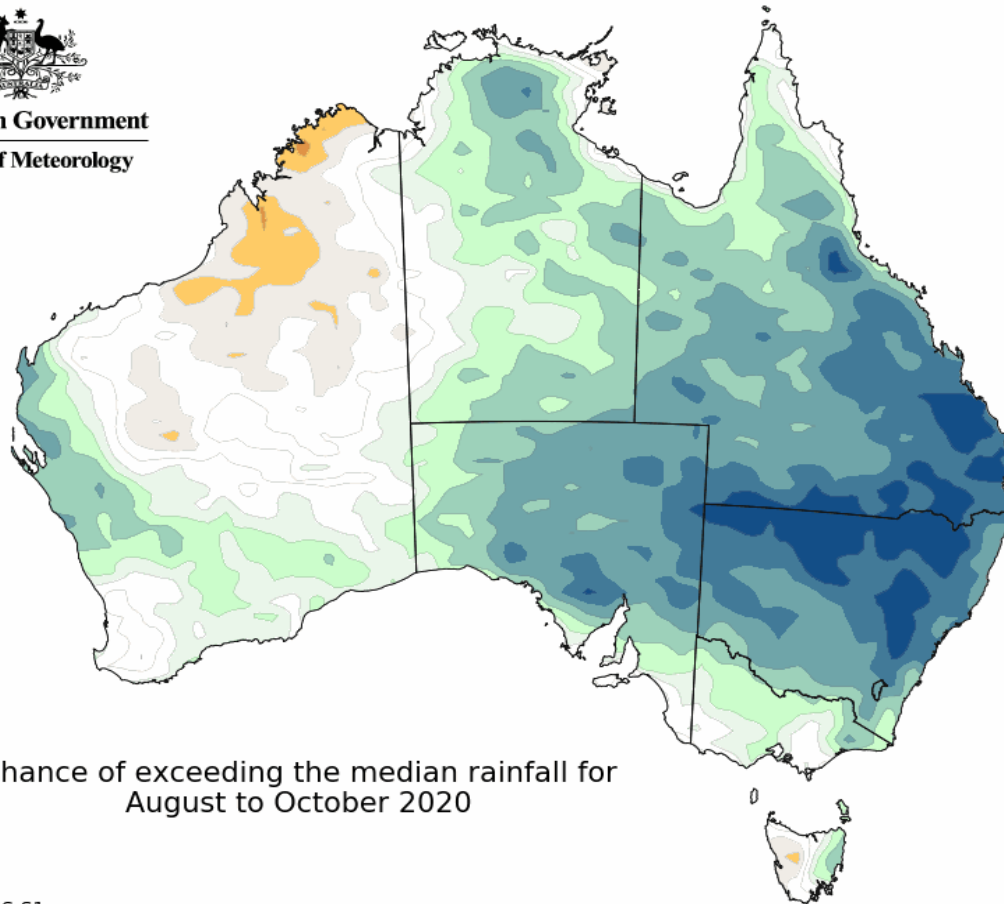 n Government
f Meteorology
hance of exceeding the median rainfall for
August to October 2020